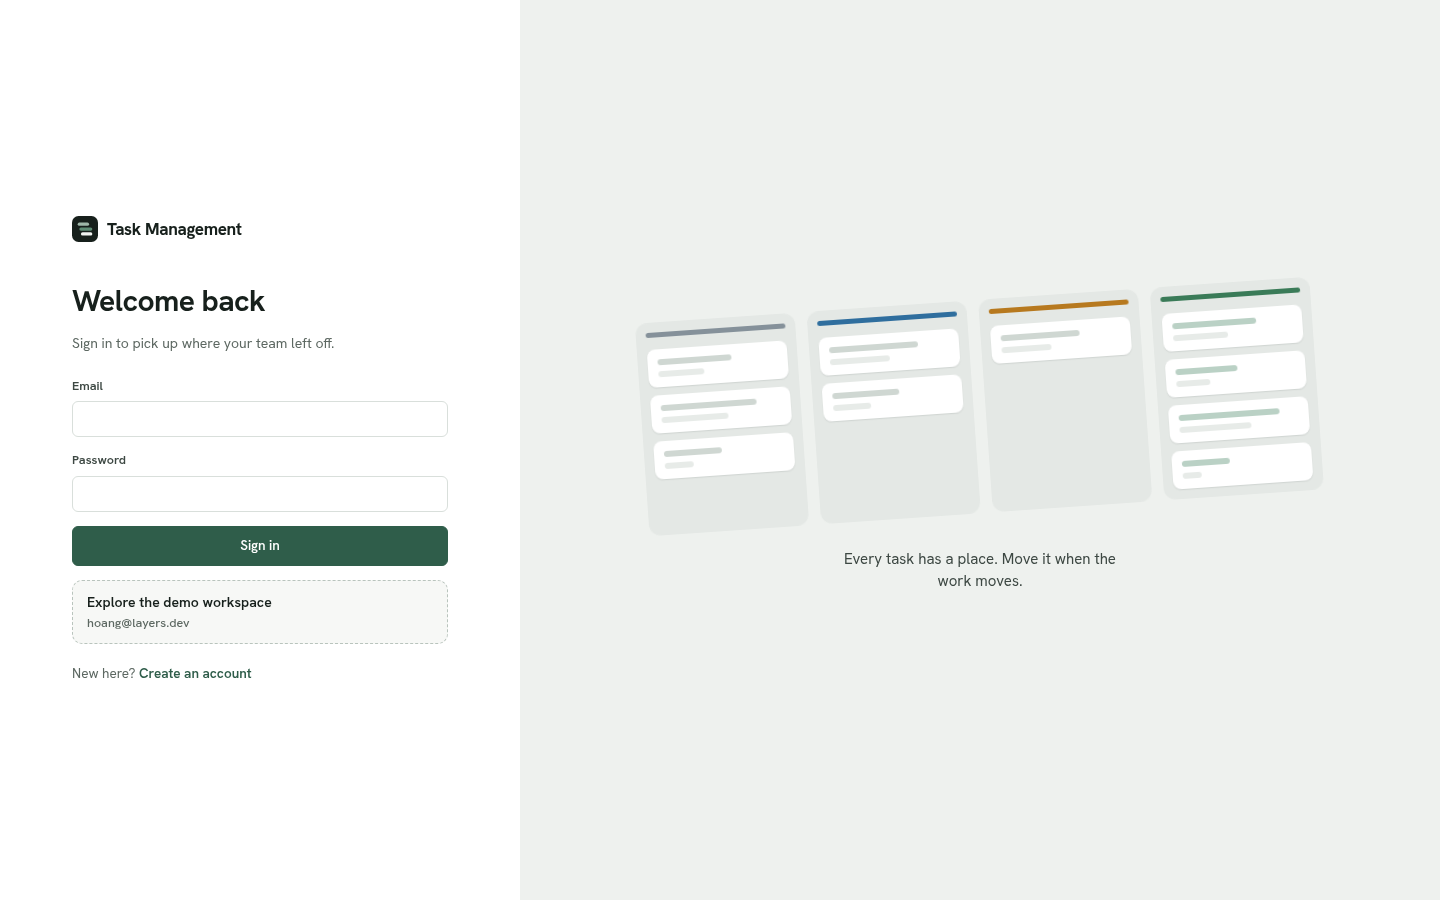 Task Management
Welcome back
Sign in to pick up where your team left off.
Email
Password
Sign in
Explore the demo workspace
hoang@layers.dev
New here? Create an account
Every task has a place. Move it when the
work moves.